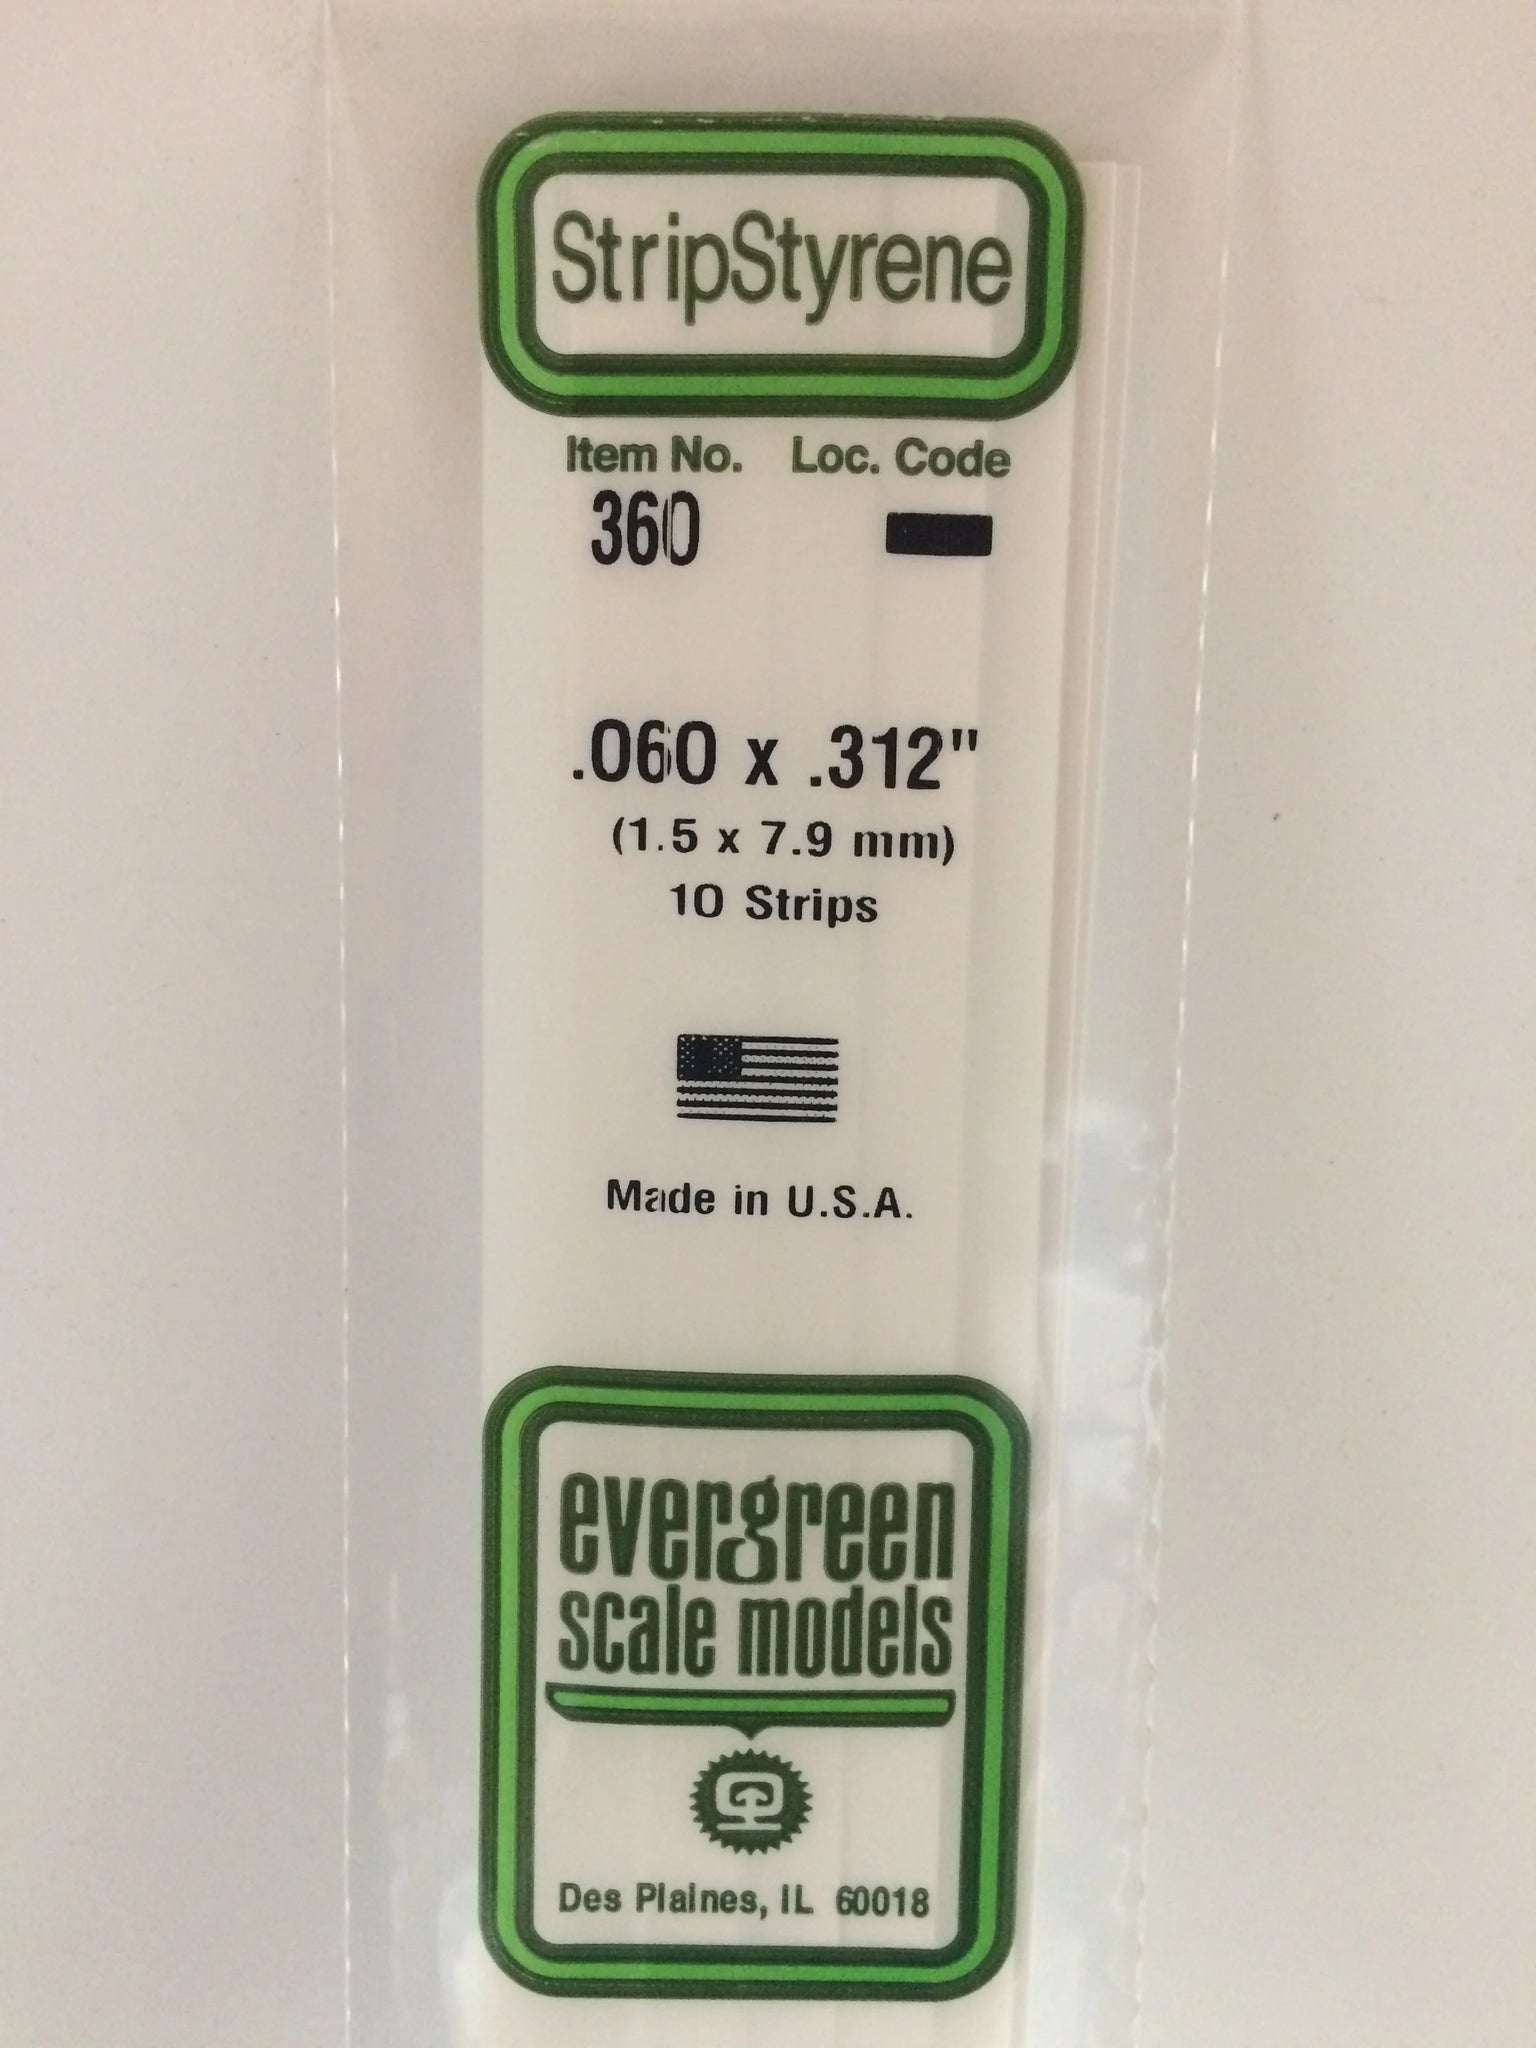 StripStyrene
Item No. Loc. Code
360
.060 x .312"
(1.5 x 7.9 mm)
10 Strips
Made in U.S.A.
evergreen
scale models
Des Plaines, IL 60018